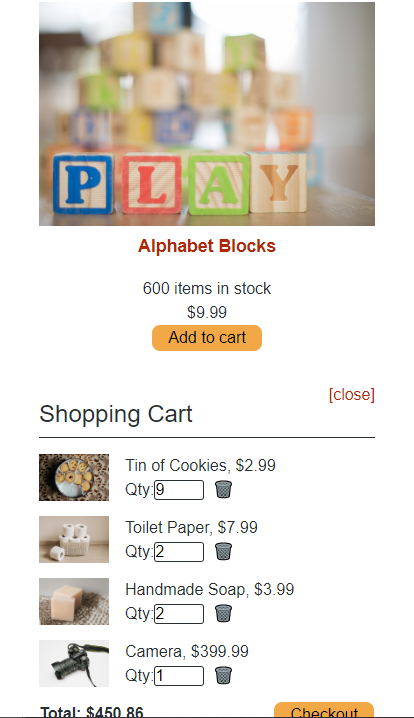 PLAY
Alphabet Blocks
600 items in stock
$9.99
Add to cart
[close]
Shopping Cart
Tin of Cookies, $2.99
Qty:9
Toilet Paper, $7.99
Qty:2
Handmade Soap, $3.99
Qty:2
Camera, $399.99
Qty:1
Total: $450.86 Checkout